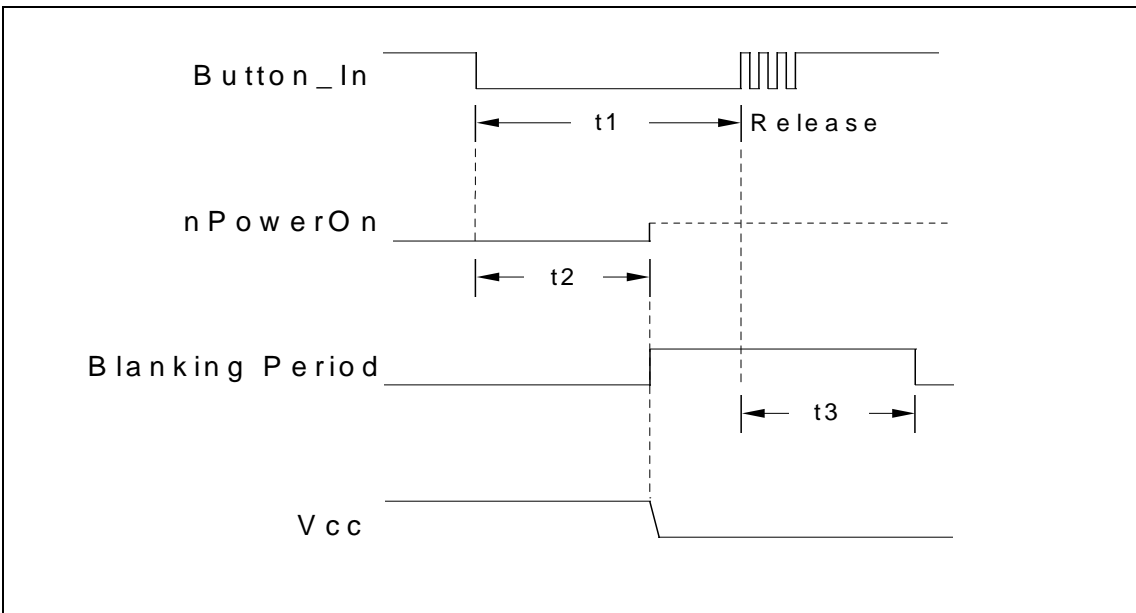 Button_In
t1
Release
nPowerOn
t2
Blanking Period
t3
Vcc